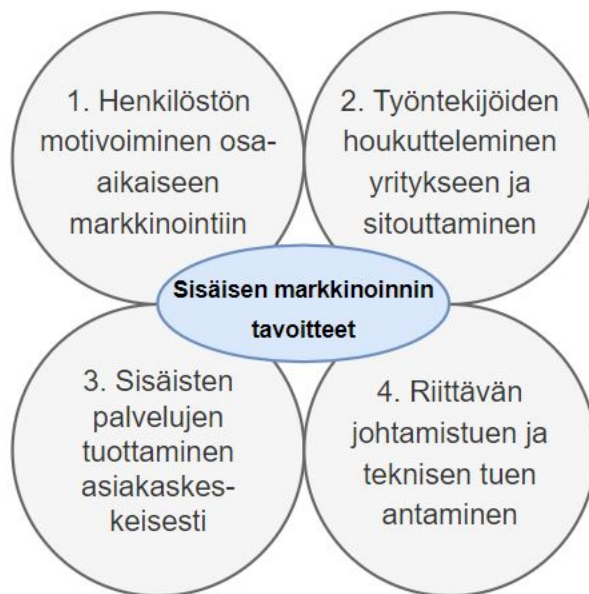 1. Henkilöstön
motivoiminen osa-
aikaiseen
markkinointiin
2. Työntekijöiden
houkutteleminen
yritykseen ja
sitouttaminen
Sisäisen markkinoinnin
tavoitteet
3. Sisäisten
palvelujen
tuottaminen
asiakaskes-
keisesti
4. Riittävän
johtamistuen ja
teknisen tuen
antaminen